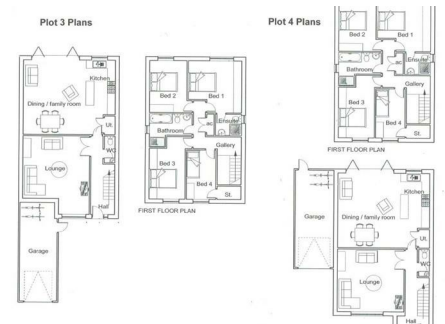 Plot 3 Plans
Kitchen
Dining / family room
Ut.
WC
Lounge
Hall
Garage
Bed 2
Bed 1
Ensuite
Bathroom
ac
Gallery
Bed 3
Bed 4
St.
FIRST FLOOR PLAN
Plot 4 Plans
Bed 2
Bed 1
Ensuite
Bathroom
ac
Gallery
Bed 3
Bed 4
St.
FIRST FLOOR PLAN
Kitchen
Garage
Dining / family room
Ut.
WC
Lounge
Hall